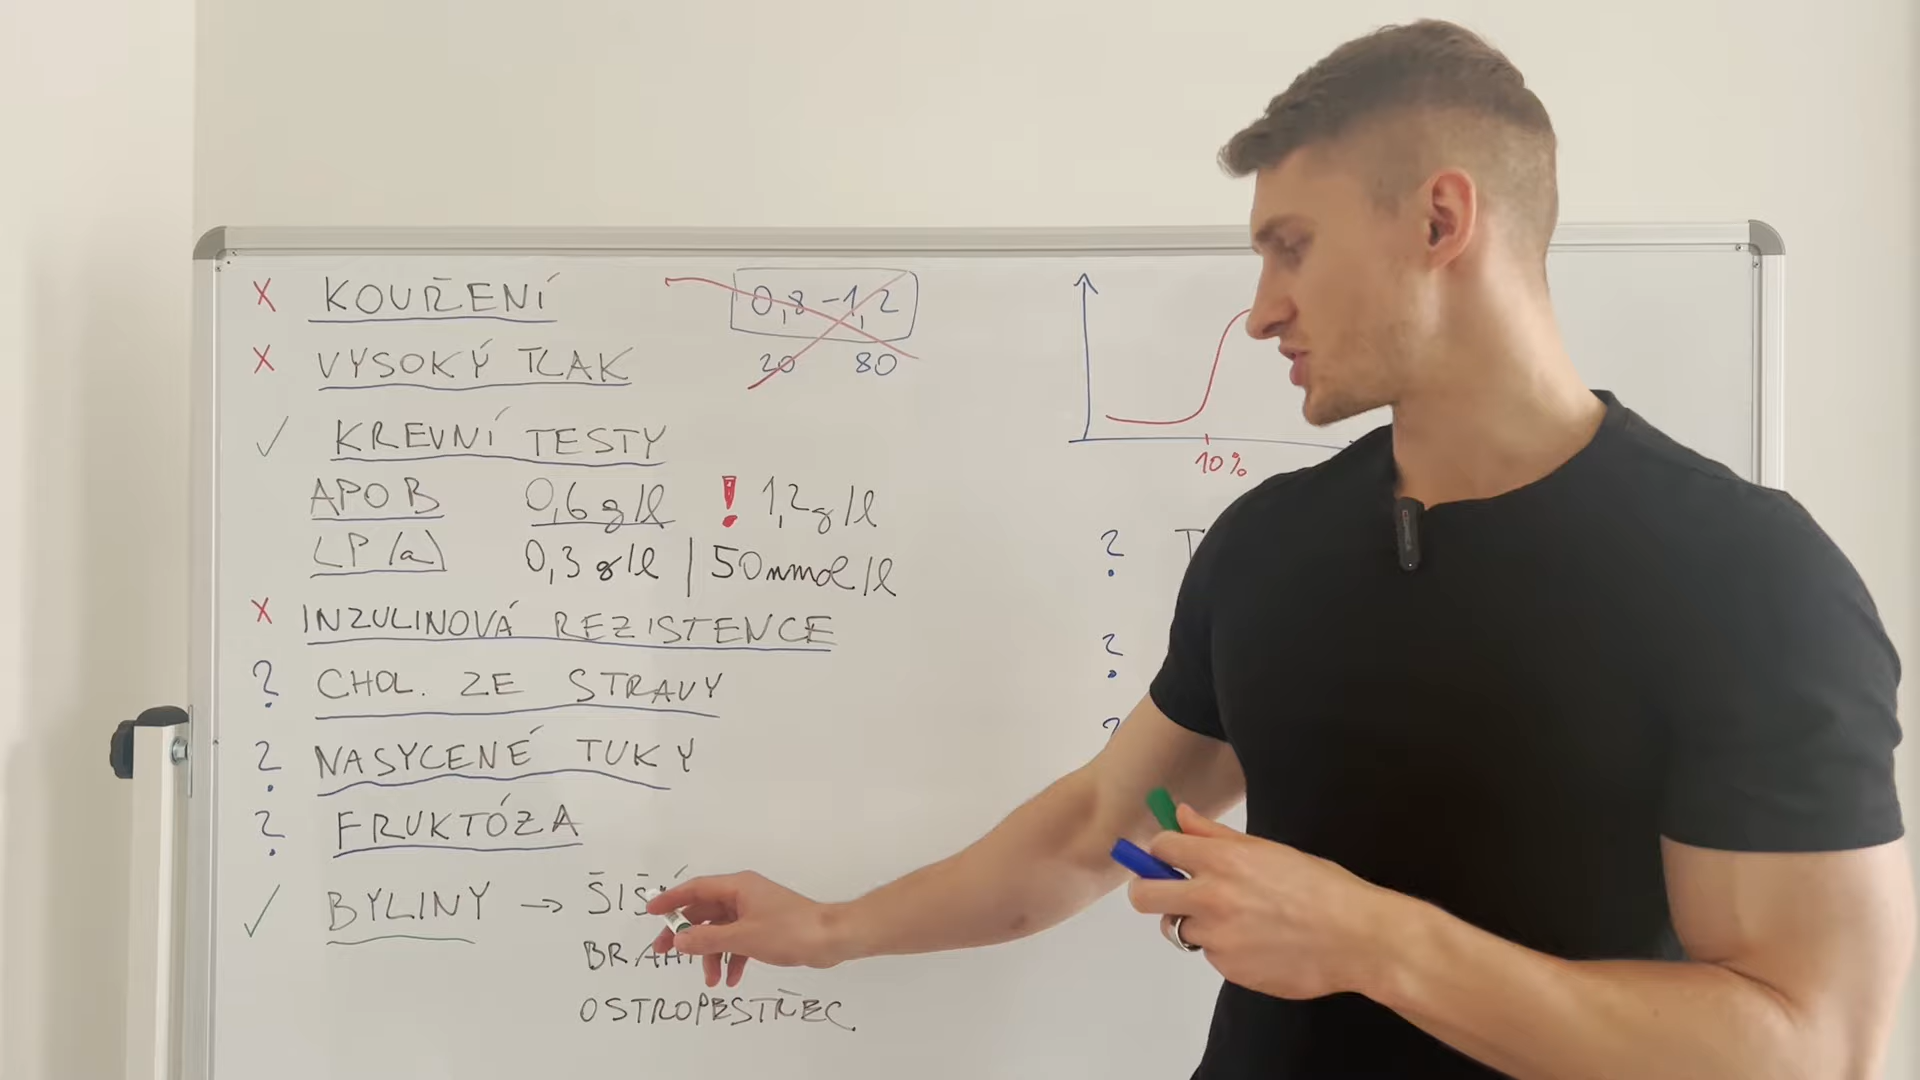 X KOUŘENÍ
0,8-1,2
20 80
X VYSOKÝ TLAK
✓ KREVNÍ TESTY
APO B 0,6 g/l ! 1,2 g/l
LP(a) 0,3 g/l | 50 nmol/l
X INZULINOVÁ REZISTENCE
? CHOL. ZE STRAVY
? NASYCENÉ TUKY
? FRUKTÓZA
✓ BYLINY →
OSTROPESTŘEC
10%
?
?
?